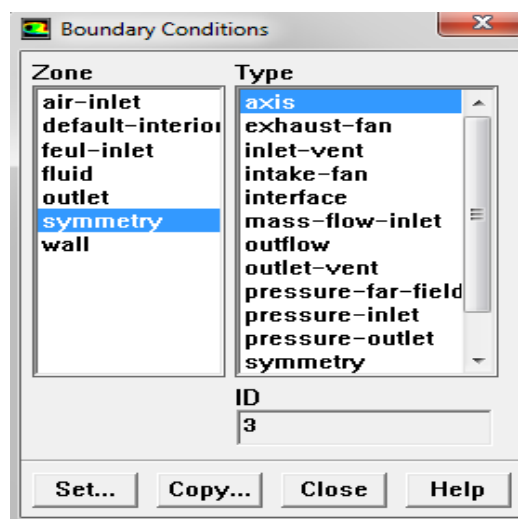 Boundary Conditions
Zone
air-inlet
default-interior
feul-inlet
fluid
outlet
symmetry
wall
Type
axis
exhaust-fan
inlet-vent
intake-fan
interface
mass-flow-inlet
outflow
outlet-vent
pressure-far-field
pressure-inlet
pressure-outlet
symmetry
ID
3
Set... Copy... Close Help